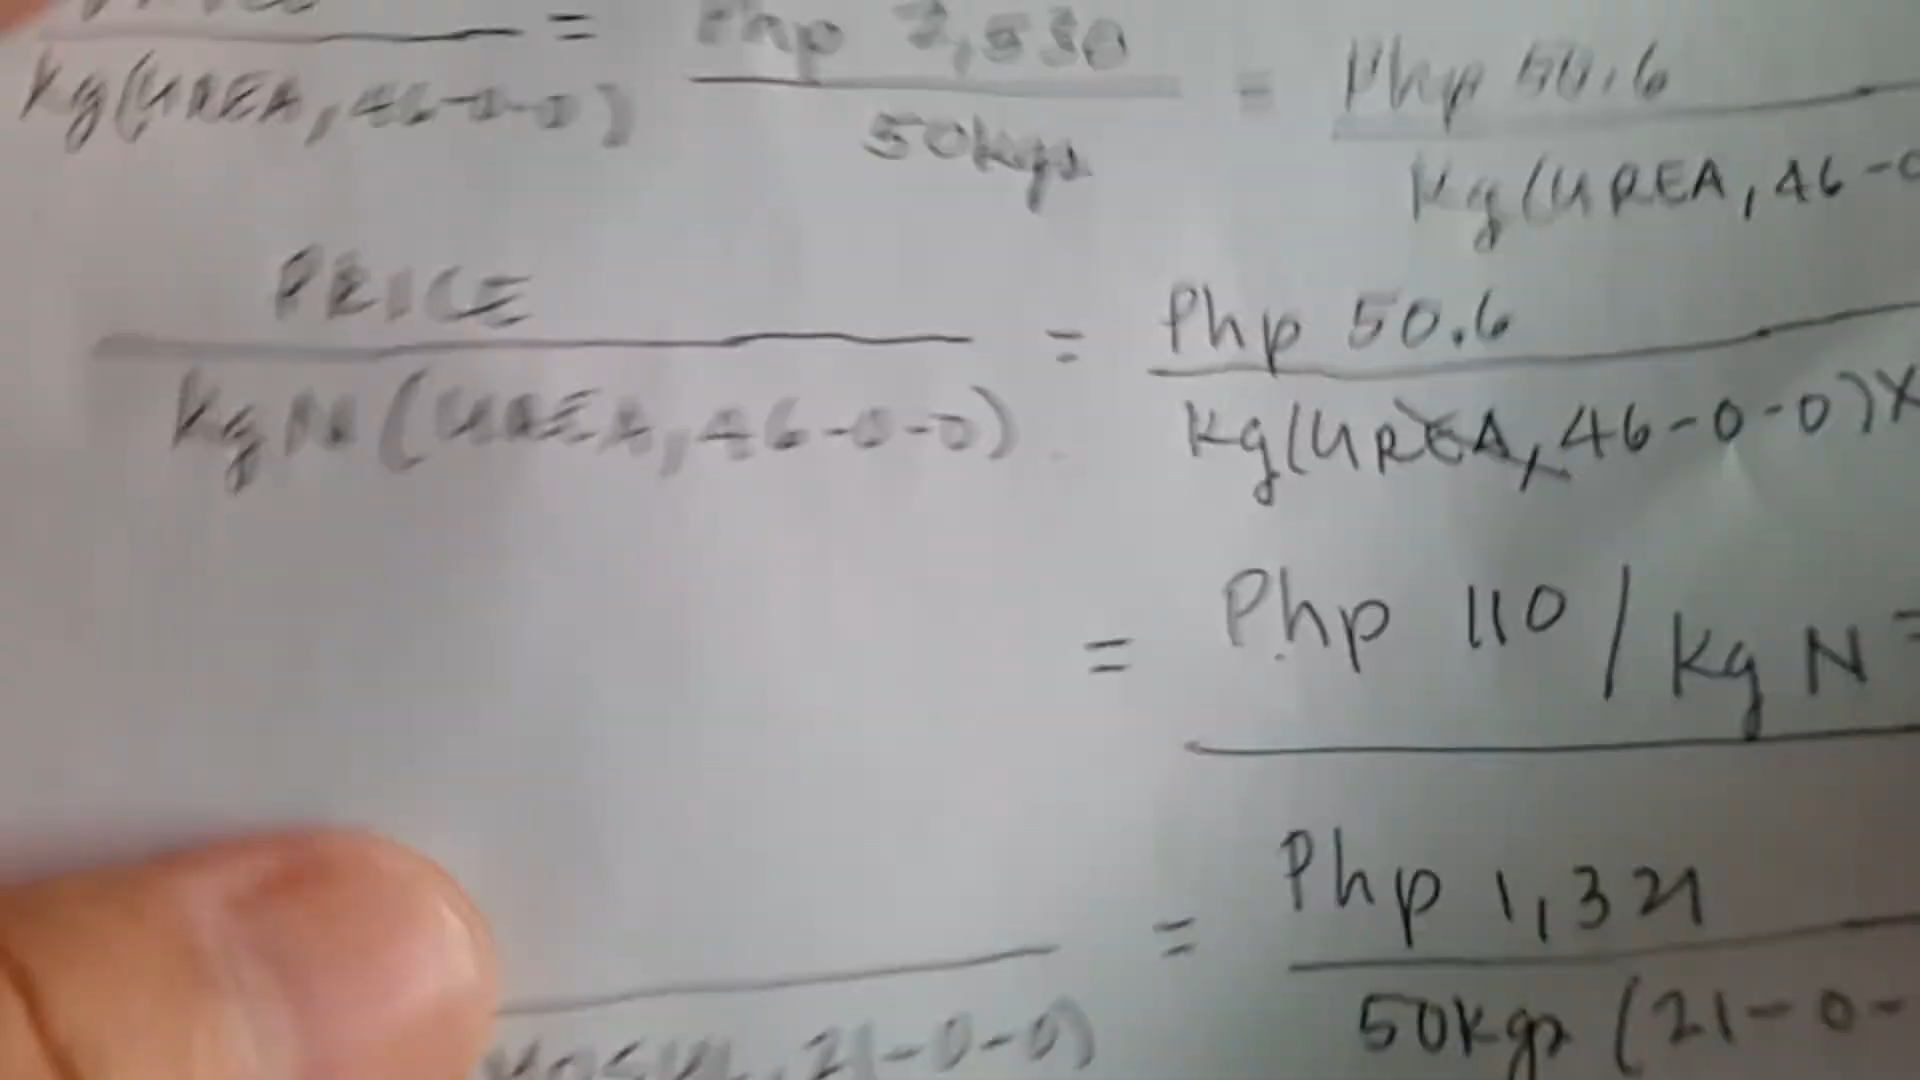 = Php 2,530 = Php 50.6
kg(UREA, 46-0-0) 50kgs kg(UREA, 46-0
PRICE = Php 50.6
kg N (UREA, 46-0-0) kg(UREA, 46-0-0)X
= Php 110 / kg N =
= Php 1,321
21-0-0) 50kgs (21-0-